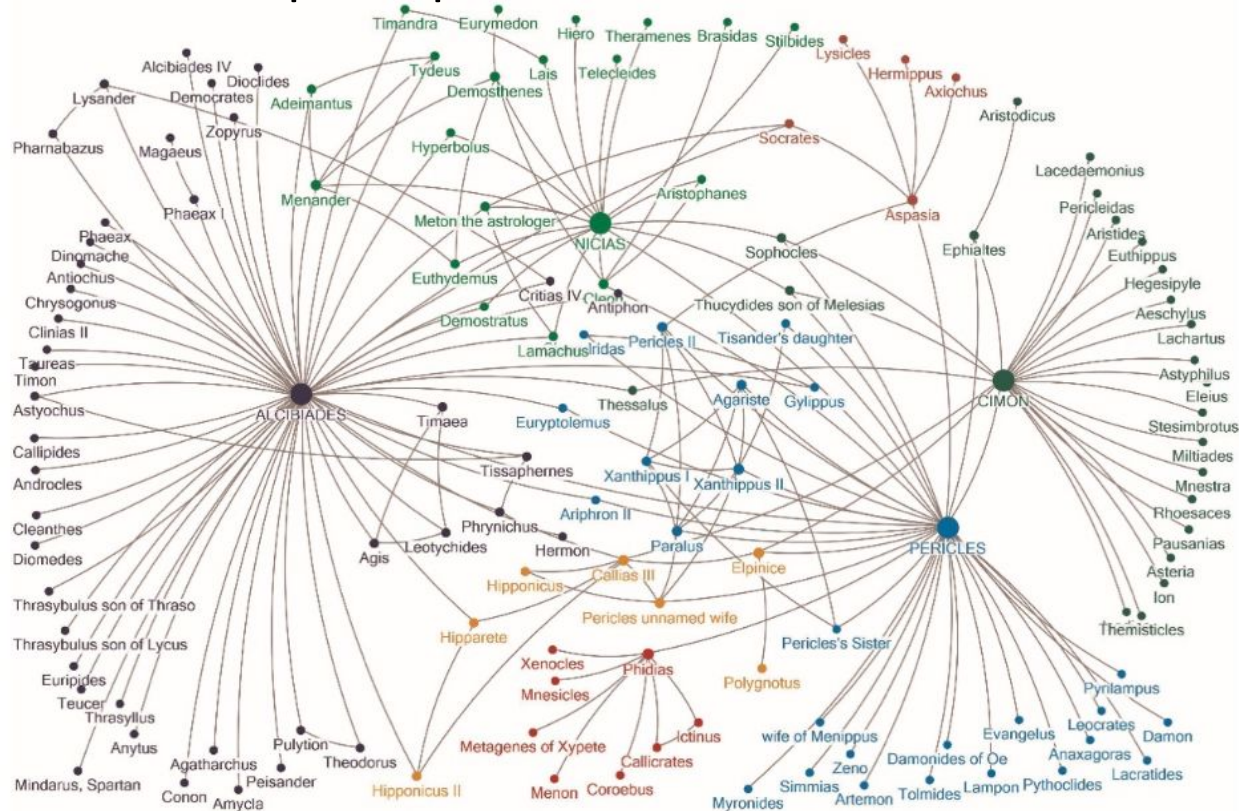 Timandra
Eurymedon
Hiero
Theramenes
Brasidas
Stilbides
Lysicles
Alcibiades IV
Dioclides
Tydeus
Lais
Telecleides
Hermippus
Axiochus
Lysander
Democrates
Adeimantus
Demosthenes
Aristodicus
Zopyrus
Pharnabazus
Magaeus
Hyperbolus
Socrates
Lacedaemonius
Phaeax I
Menander
Aristophanes
Pericleidas
Meton the astrologer
Aspasia
Phaeax
NICIAS
Sophocles
Ephialtes
Aristides
Dinomache
Euthippus
Antiochus
Euthydemus
Hegesipyle
Chrysogonus
Critias IV
Cleon
Antiphon
Thucydides son of Melesias
Aeschylus
Clinias II
Demostratus
Lachartus
Lamachus
Pericles II
Tisander's daughter
Taureas
Astyphilus
Timon
Astyochus
ALCIBIADES
Timaea
Euryptolemus
Thessalus
Agariste
Gylippus
CIMON
Eleius
Stesimbrotus
Callipides
Tissaphernes
Xanthippus I
Xanthippus II
Miltiades
Androcles
Mnestra
Cleanthes
Phrynichus
Ariphron II
Rhoesaces
Diomedes
Agis
Leotychides
Hermon
Paralus
PERICLES
Pausanias
Hipponicus
Callias III
Elpinice
Asteria
Thrasybulus son of Thraso
Pericles unnamed wife
Ion
Thrasybulus son of Lycus
Hipparete
Pericles's Sister
Themisticles
Euripides
Xenocles
Phidias
Polygnotus
Teucer
Mnesicles
Pyrilampus
Thrasyllus
Metagenes of Xypete
Ictinus
wife of Menippus
Evangelus
Leocrates
Damon
Anytus
Pulytion
Callicrates
Zeno
Damonides of Oe
Anaxagoras
Agatharchus
Theodorus
Lacratides
Mindarus, Spartan
Peisander
Hipponicus II
Menon
Coroebus
Simmias
Artemon
Tolmides
Lampon
Pythoclides
Conon
Amycla
Myronides